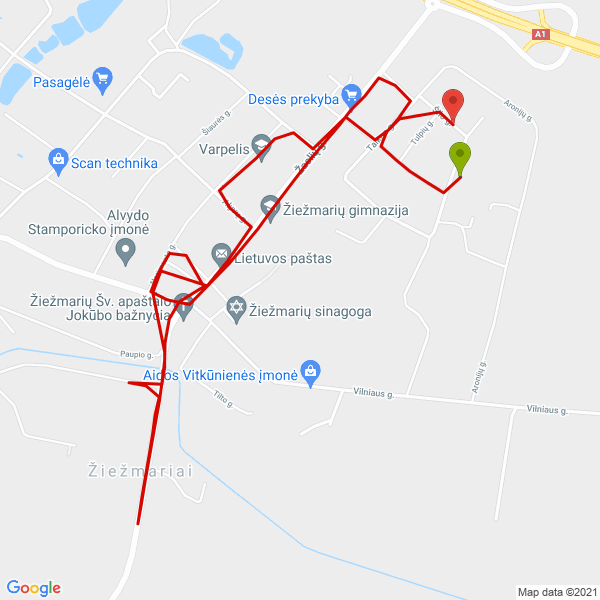 A1
Pasagėlė
Desės prekyba
Aronijų g.
Šiaurės g.
Tulpių g.
Varpelis
Žaslių g.
Scan technika
Žiežmarių gimnazija
Alvydo
Stamporicko įmonė
Lietuvos paštas
Žiežmarių Šv. apaštalo
Jokūbo bažnyčia
Žiežmarių sinagoga
Paupio g.
Aidos Vitkūnienės įmonė
Tilto g.
Vilniaus g.
Aronijų g.
Vilniaus g.
Žiežmariai
Google
Map data ©2021